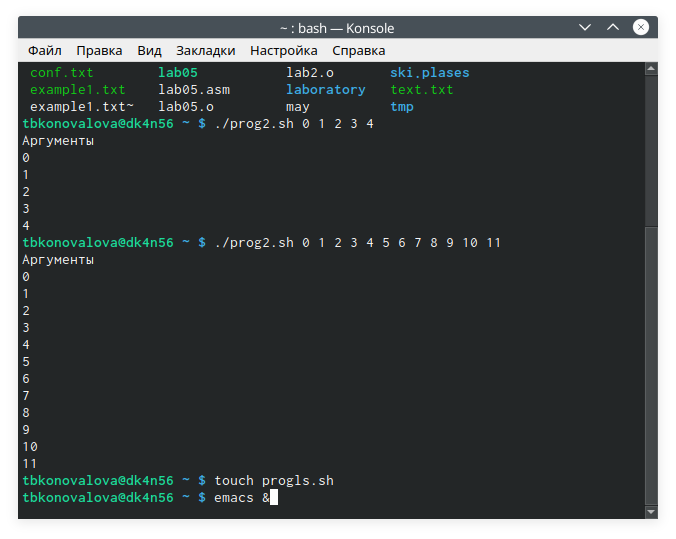 ~ : bash — Konsole
Файл Правка Вид Закладки Настройка Справка
conf.txt lab05 lab2.o ski.plases
example1.txt lab05.asm laboratory text.txt
example1.txt~ lab05.o may tmp
tbkonovalova@dk4n56 ~ $ ./prog2.sh 0 1 2 3 4
Аргументы
0
1
2
3
4
tbkonovalova@dk4n56 ~ $ ./prog2.sh 0 1 2 3 4 5 6 7 8 9 10 11
Аргументы
0
1
2
3
4
5
6
7
8
9
10
11
tbkonovalova@dk4n56 ~ $ touch progls.sh
tbkonovalova@dk4n56 ~ $ emacs &